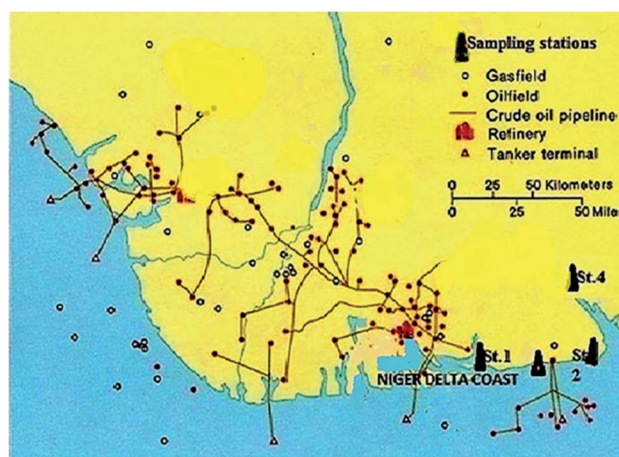 Sampling stations
Gasfield
Oilfield
Crude oil pipeline
Refinery
Tanker terminal
0 25 50 Kilometers
0 25 50 Mile
St.4
St.1
St.
2
NIGER DELTA COAST